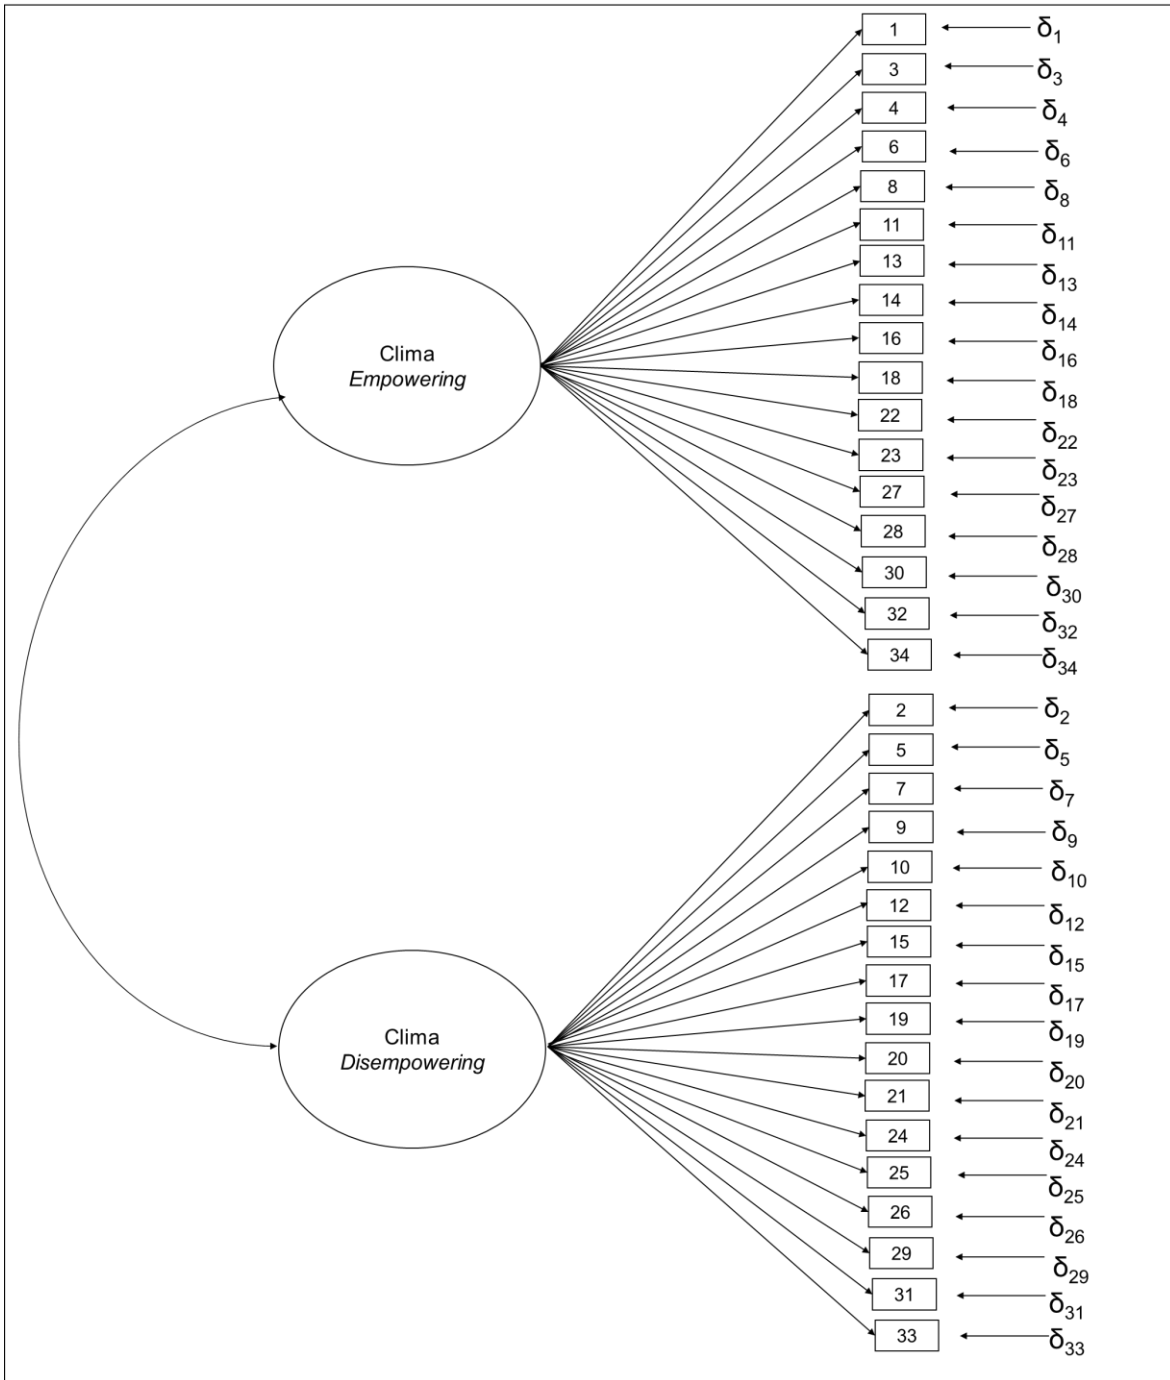 1 δ1
3 δ3
4 δ4
6 δ6
8 δ8
11 δ11
13 δ13
14 δ14
16 δ16
Clima
Empowering
18 δ18
22 δ22
23 δ23
27 δ27
28 δ28
30 δ30
32 δ32
34 δ34
2 δ2
5 δ5
7 δ7
9 δ9
10 δ10
12 δ12
15 δ15
17 δ17
19 δ19
Clima
Disempowering
20 δ20
21 δ21
24 δ24
25 δ25
26 δ26
29 δ29
31 δ31
33 δ33